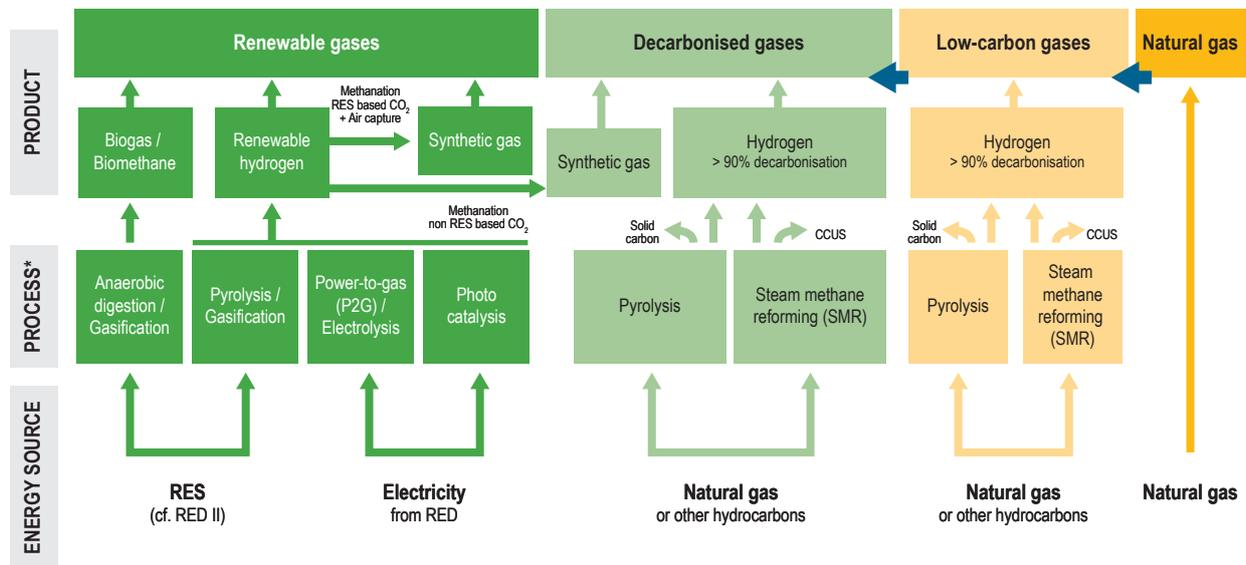 Renewable gases
Decarbonised gases
Low-carbon gases
Natural gas
PRODUCT
Methanation
RES based CO2
+ Air capture
Biogas /
Biomethane
Renewable
hydrogen
Synthetic gas
Synthetic gas
Hydrogen
> 90% decarbonisation
Hydrogen
> 90% decarbonisation
Methanation
non RES based CO2
Solid
carbon
CCUS
Solid
carbon
CCUS
PROCESS*
Anaerobic
digestion /
Gasification
Pyrolysis /
Gasification
Power-to-gas
(P2G) /
Electrolysis
Photo
catalysis
Pyrolysis
Steam methane
reforming (SMR)
Pyrolysis
Steam
methane
reforming
(SMR)
ENERGY SOURCE
RES
(cf. RED II)
Electricity
from RED
Natural gas
or other hydrocarbons
Natural gas
or other hydrocarbons
Natural gas